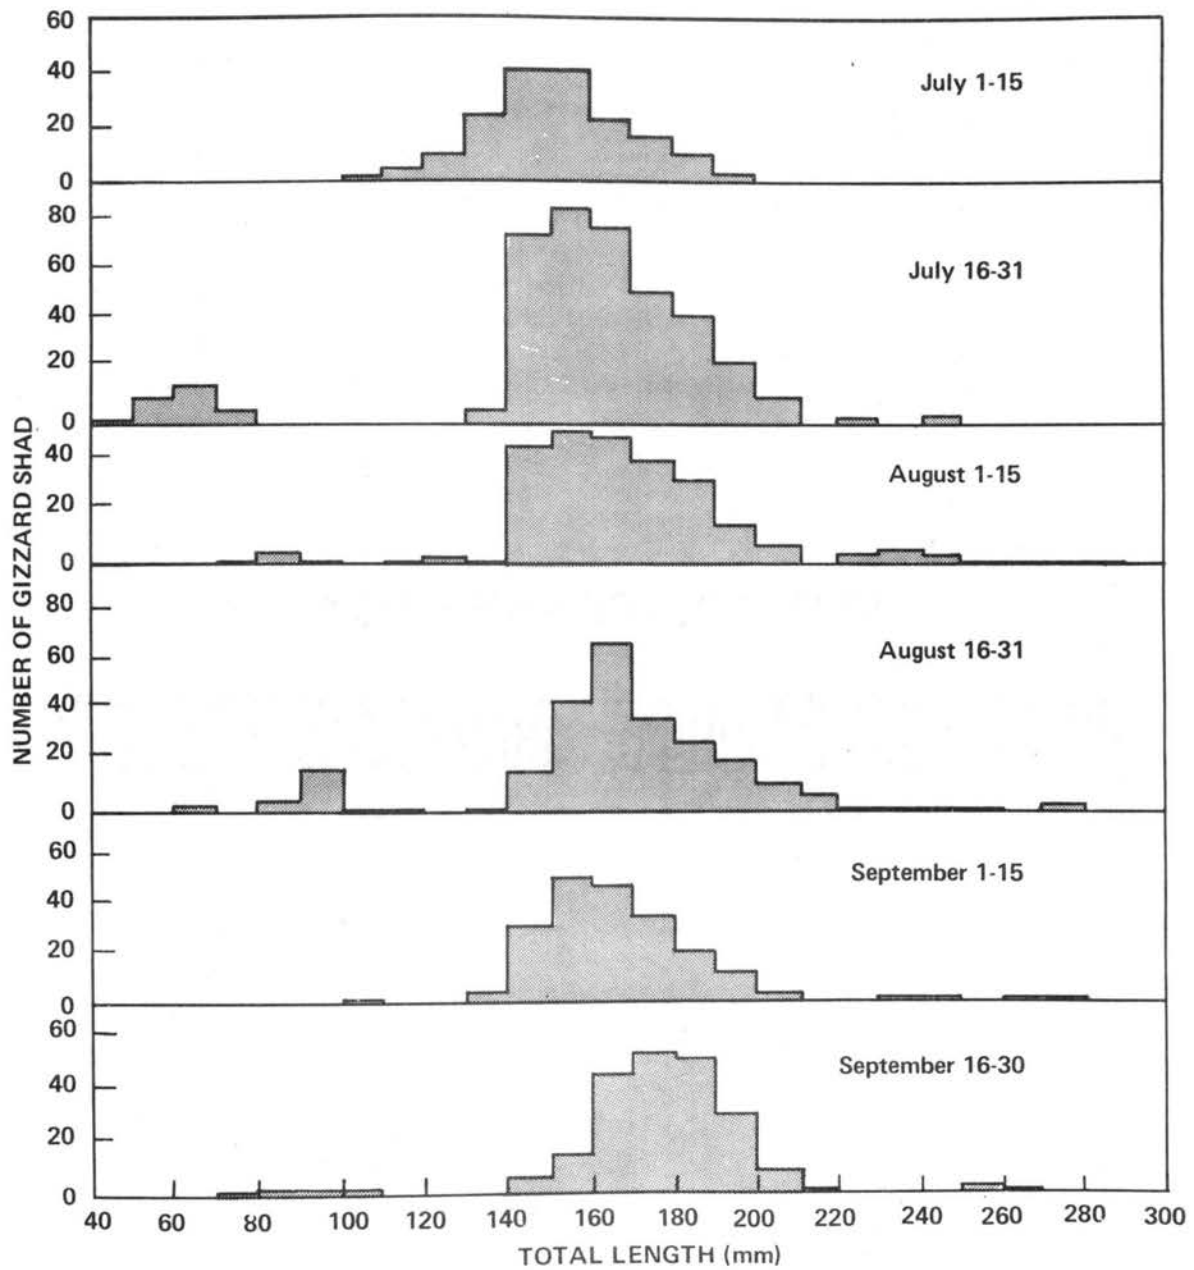 NUMBER OF GIZZARD SHAD
60
40
20
0
July 1-15
80
60
40
20
0
July 16-31
40
20
0
August 1-15
80
60
40
20
0
August 16-31
60
40
20
0
September 1-15
60
40
20
0
September 16-30
40 60 80 100 120 140 160 180 200 220 240 260 280 300
TOTAL LENGTH (mm)